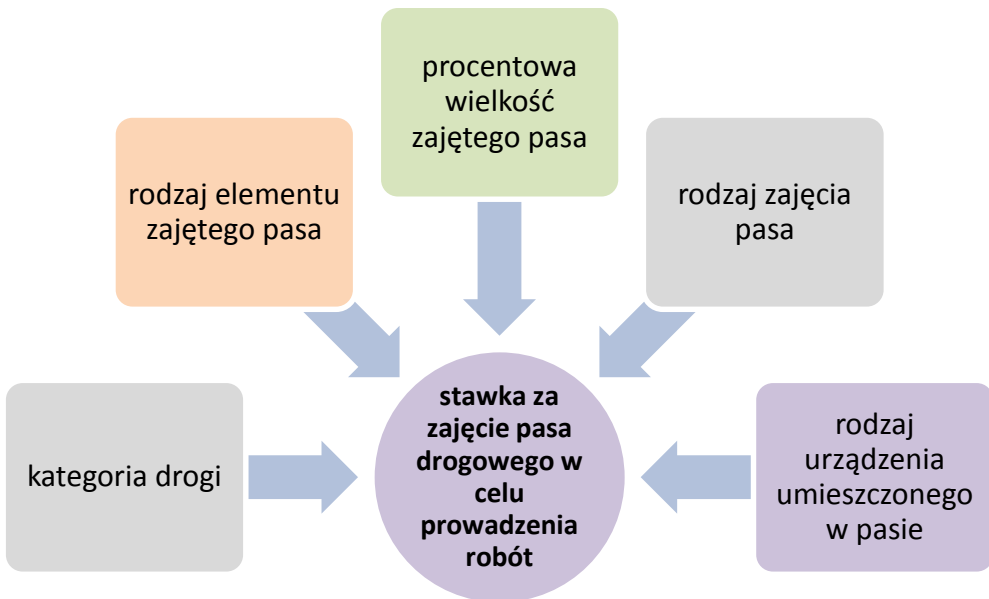 procentowa
wielkość
zajętego pasa
rodzaj elementu
zajętego pasa
rodzaj zajęcia
pasa
kategoria drogi
stawka za
zajęcie pasa
drogowego w
celu
prowadzenia
robót
rodzaj
urządzenia
umieszczonego
w pasie